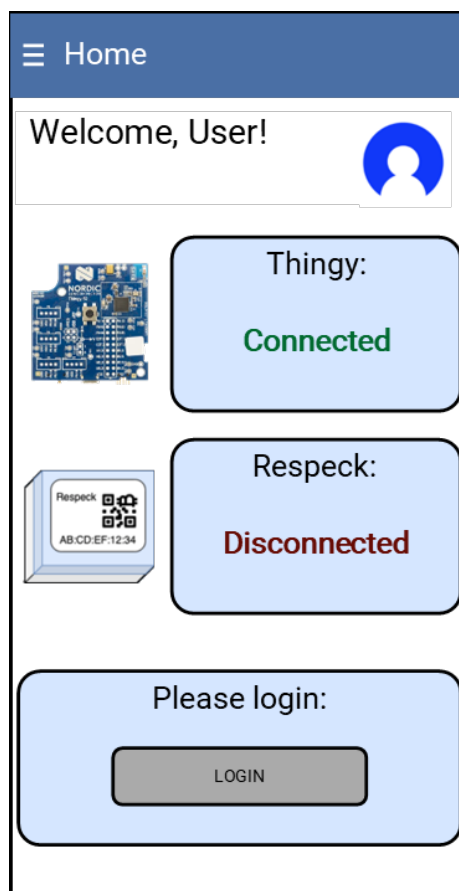 Home
Welcome, User!
Thingy:
NORDIC
Connected
Respeck:
Respeck
AB:CD:EF:12:34
Disconnected
Please login:
LOGIN